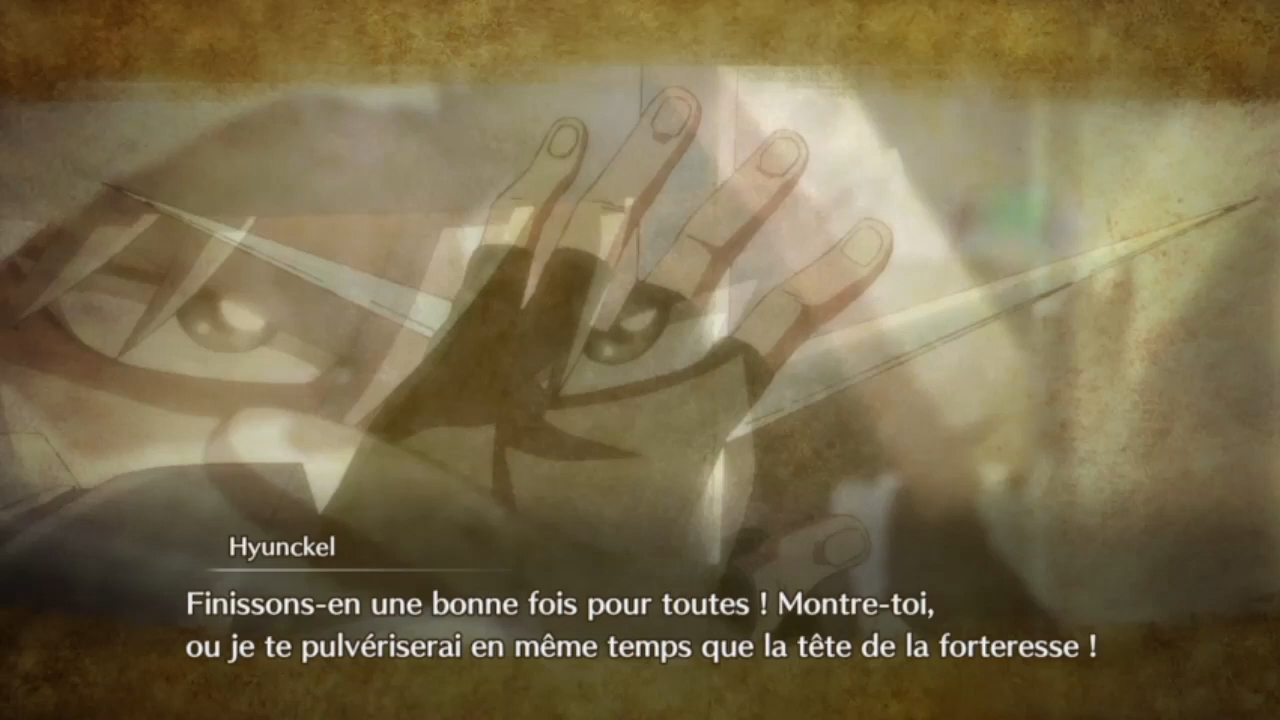 Hyunckel
Finissons-en une bonne fois pour toutes ! Montre-toi,
ou je te pulvériserai en même temps que la tête de la forteresse !